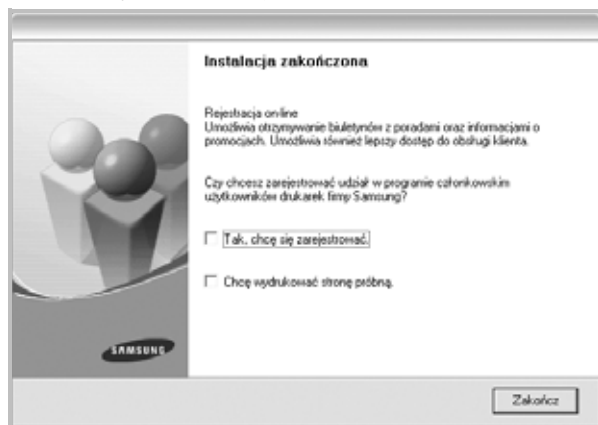 Instalacja zakończona
Rejestracja on-line
Umożliwia otrzymywanie biuletynów z poradami oraz informacjami o
promocjach. Umożliwia również lepszy dostęp do obsługi klienta.
Czy chcesz zarejestrować udział w programie członkowskim
użytkowników drukarek firmy Samsung?
Tak, chcę się zarejestrować.
Chcę wydrukować stronę próbną.
SAMSUNG
Zakończ